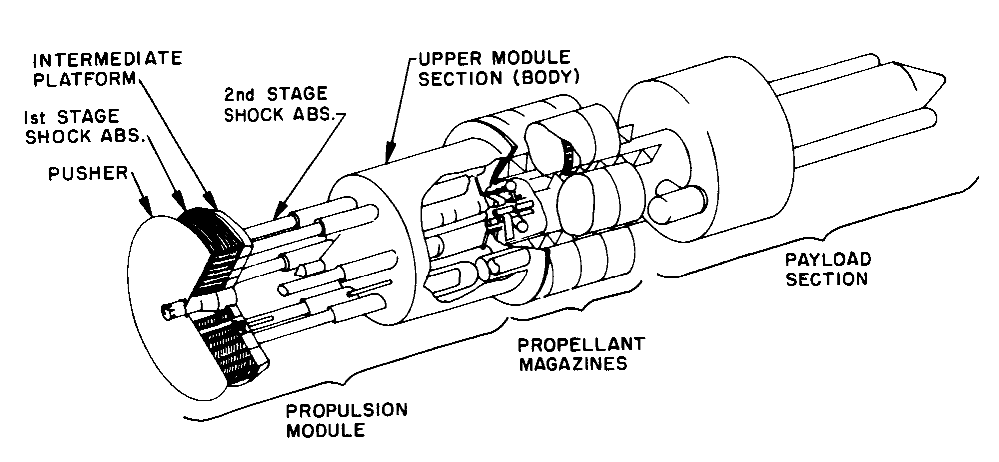 INTERMEDIATE
PLATFORM
1st STAGE
SHOCK ABS.
PUSHER
2nd STAGE
SHOCK ABS.
UPPER MODULE
SECTION (BODY)
PAYLOAD
SECTION
PROPELLANT
MAGAZINES
PROPULSION
MODULE